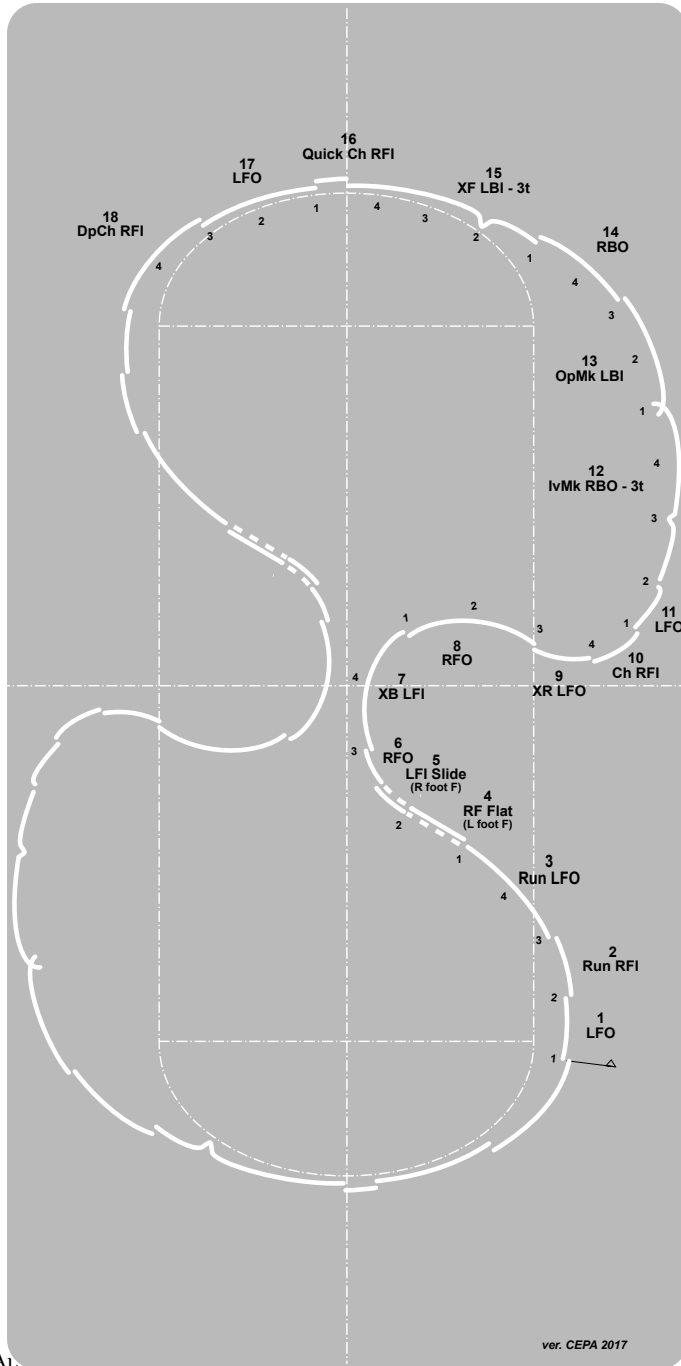 16
Quick Ch RFI
17
LFO
15
XF LBI - 3t
18
DpCh RFI
1
4
2
3
3
2
14
RBO
1
4
4
3
13
OpMk LBI
2
1
12
IvMk RBO - 3t
4
3
2
11
LFO
1
10
Ch RFI
4
9
XR LFO
3
2
8
RFO
1
7
XB LFI
4
6
RFO
3
5
LFI Slide
(R foot F)
2
4
RF Flat
(L foot F)
1
3
Run LFO
4
3
2
Run RFI
2
1
LFO
1
ver. CEPA 2017